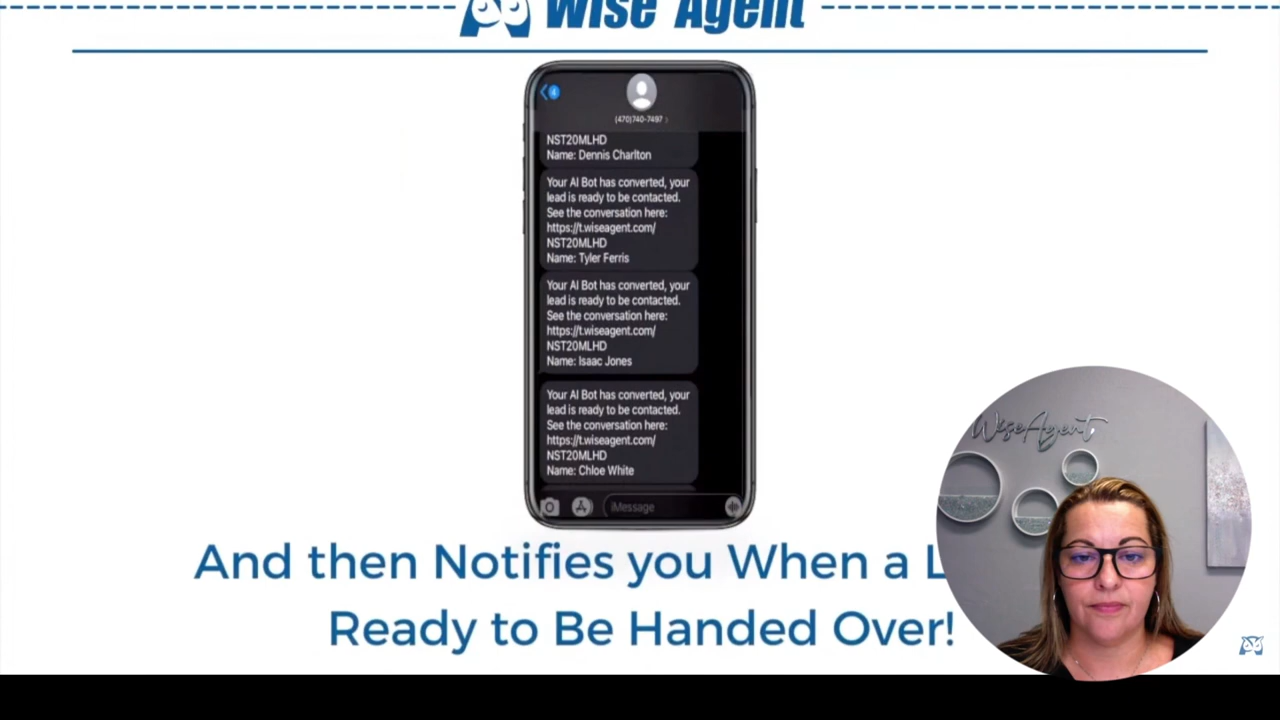 Wise Agent
4
(470)740-7497 >
NST20MLHD
Name: Dennis Charlton
Your AI Bot has converted, your
lead is ready to be contacted.
See the conversation here:
https://t.wiseagent.com/
NST20MLHD
Name: Tyler Ferris
Your AI Bot has converted, your
lead is ready to be contacted.
See the conversation here:
https://t.wiseagent.com/
NST20MLHD
Name: Isaac Jones
Your AI Bot has converted, your
lead is ready to be contacted.
See the conversation here:
https://t.wiseagent.com/
NST20MLHD
Name: Chloe White
iMessage
WiseAgent
And then Notifies you When a L
Ready to Be Handed Over!